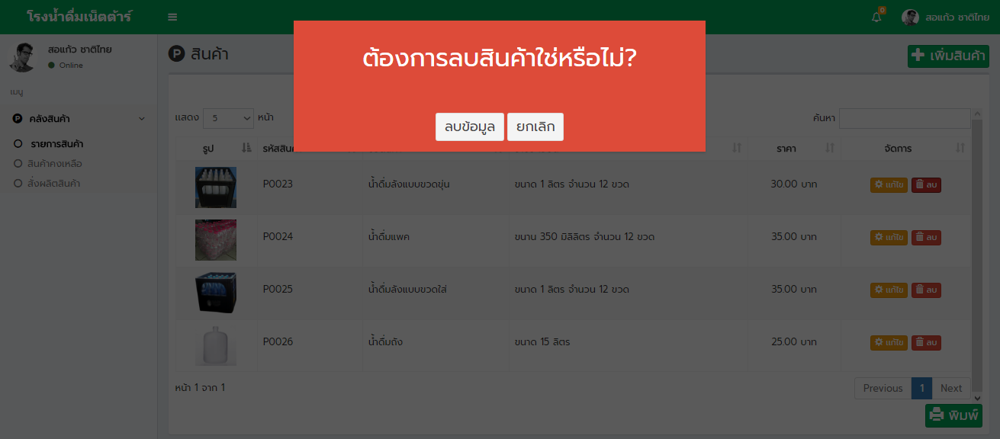 โรงน้ำดื่มเน็ตต้าร์
0
สอแก้ว ชาติไทย
สอแก้ว ชาติไทย
Online
เมนู
คลังสินค้า
รายการสินค้า
สินค้าคงเหลือ
สั่งผลิตสินค้า
P สินค้า
เพิ่มสินค้า
ต้องการลบสินค้าใช่หรือไม่?
ลบข้อมูล ยกเลิก
แสดง 5 หน้า
ค้นหา
รูป ราคา จัดการ
P0023 น้ำดื่มลังแบบขวดขุ่น ขนาด 1 ลิตร จำนวน 12 ขวด 30.00 บาท แก้ไข ลบ
P0024 น้ำดื่มแพค ขนาน 350 มิลิลิตร จำนวน 12 ขวด 35.00 บาท แก้ไข ลบ
P0025 น้ำดื่มลังแบบขวดใส่ ขนาด 1 ลิตร จำนวน 12 ขวด 35.00 บาท แก้ไข ลบ
P0026 น้ำดื่มถัง ขนาด 15 ลิตร 25.00 บาท แก้ไข ลบ
หน้า 1 จาก 1
Previous 1 Next
พิมพ์